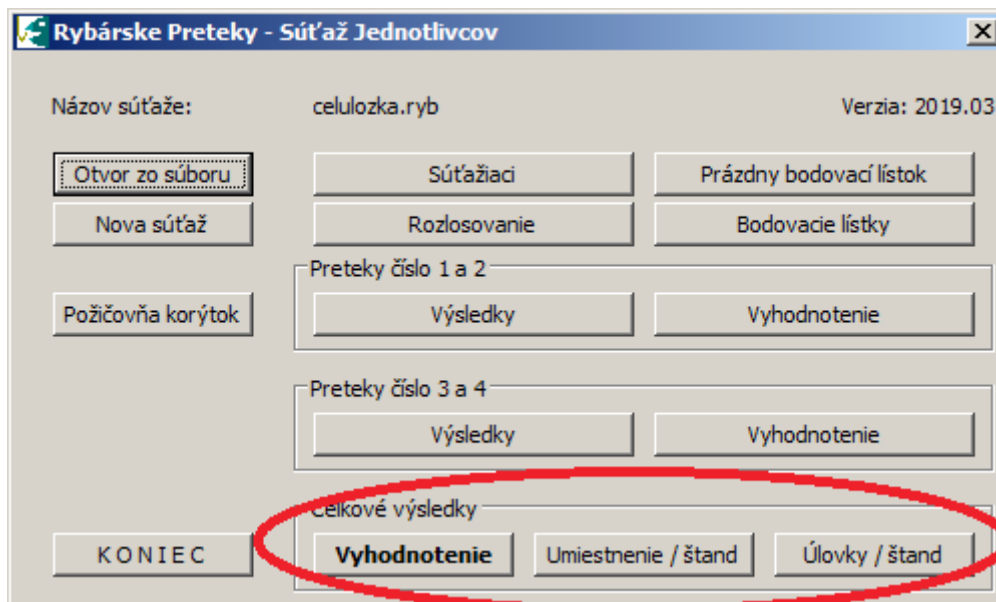 Rybárske Preteky - Súťaž Jednotlivcov
Názov súťaže: celulozka.ryb Verzia: 2019.03
Otvor zo súboru Súťažiaci Prázdny bodovací lístok
Nova súťaž Rozlosovanie Bodovacie lístky
Preteky číslo 1 a 2
Požičovňa korýtok Výsledky Vyhodnotenie
Preteky číslo 3 a 4
Výsledky Vyhodnotenie
Celkové výsledky
K O N I E C Vyhodnotenie Umiestnenie / štand Úlovky / štand